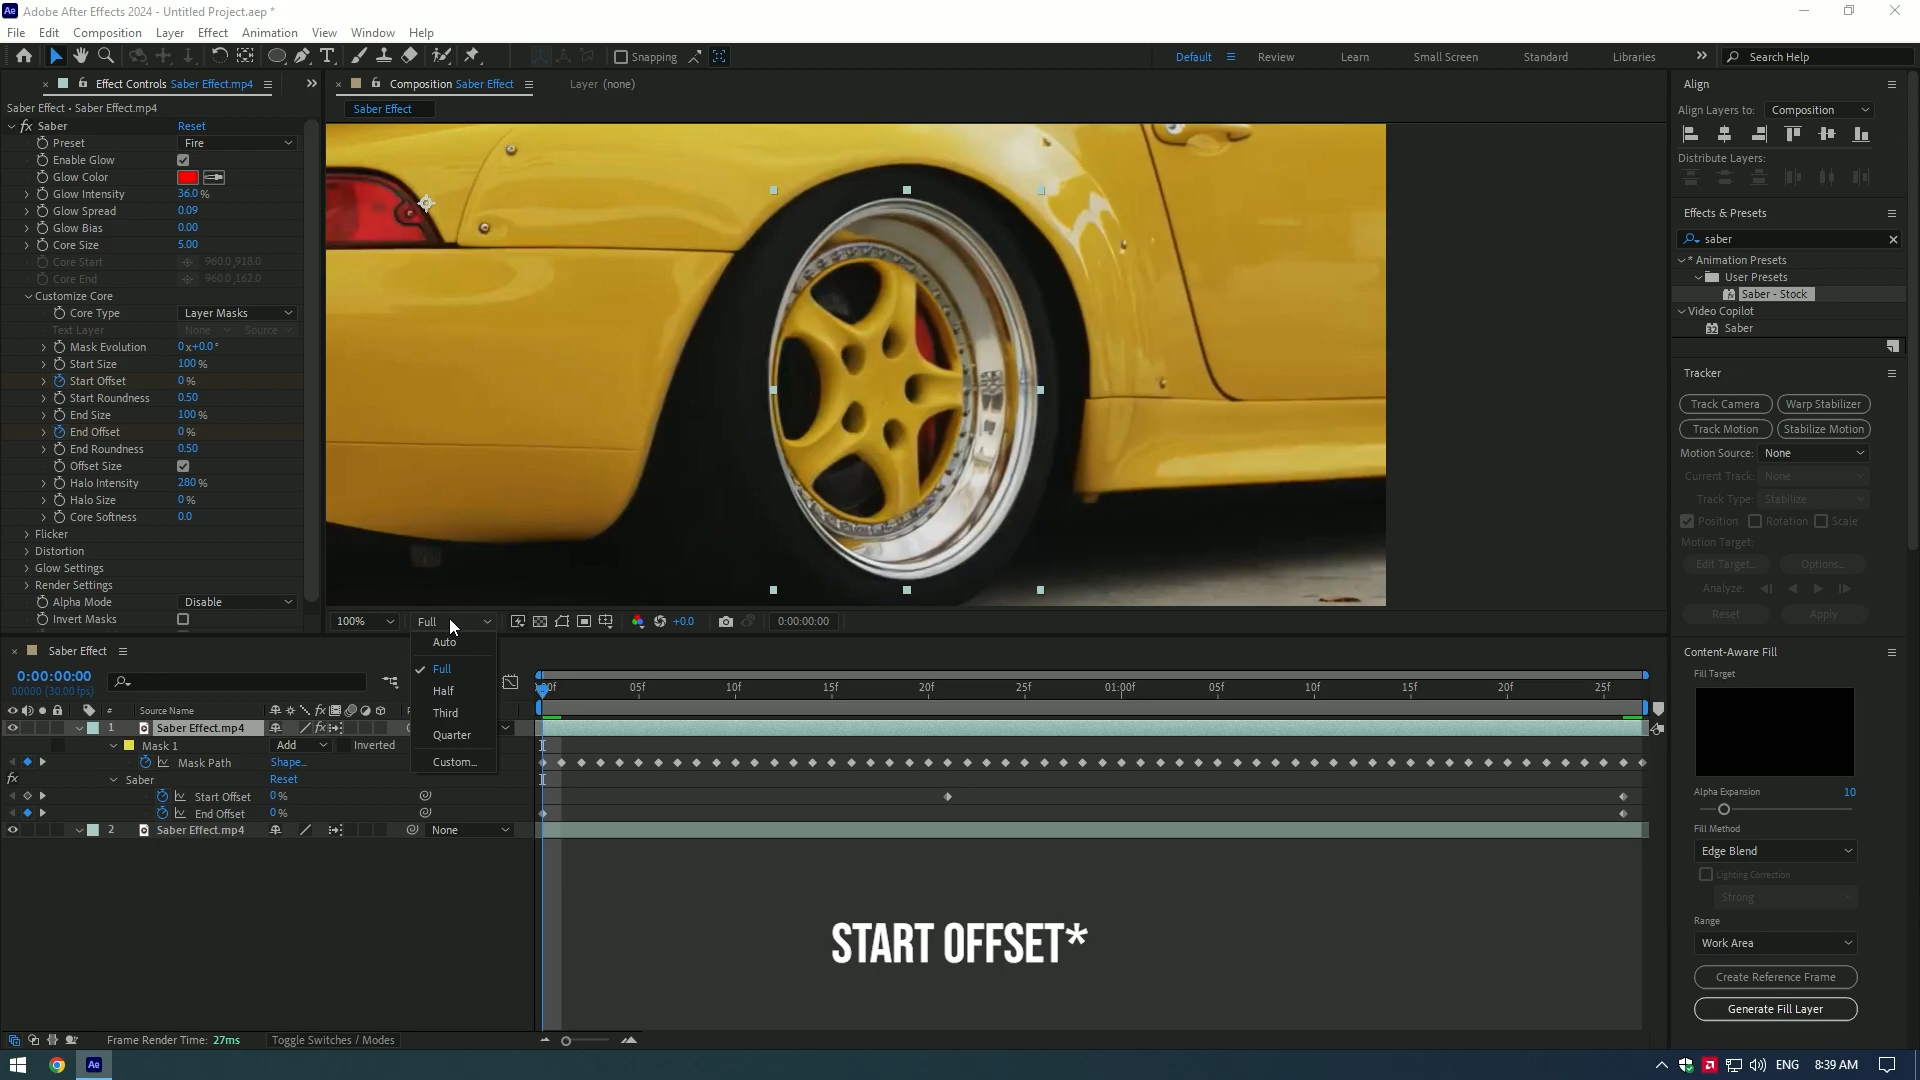 Ae Adobe After Effects 2024 - Untitled Project.aep *
File Edit Composition Layer Effect Animation View Window Help
Snapping
Default Review Learn Small Screen Standard Libraries Search Help
Effect Controls Saber Effect.mp4
Saber Effect • Saber Effect.mp4
fx Saber Reset
Preset Fire
Enable Glow
Glow Color
Glow Intensity 36.0 %
Glow Spread 0.09
Glow Bias 0.00
Core Size 5.00
Core Start 960.0,918.0
Core End 960.0,162.0
Customize Core
Core Type Layer Masks
Text Layer None Source
Mask Evolution 0x+0.0°
Start Size 100 %
Start Offset 0 %
Start Roundness 0.50
End Size 100 %
End Offset 0 %
End Roundness 0.50
Offset Size
Halo Intensity 280 %
Halo Size 0 %
Core Softness 0.0
Flicker
Distortion
Glow Settings
Render Settings
Alpha Mode Disable
Invert Masks
Composition Saber Effect
Layer (none)
Saber Effect
100% Full +0.0 0:00:00:00
Auto
Full
Half
Third
Quarter
Custom...
Align
Align Layers to: Composition
Distribute Layers:
Effects & Presets
saber
* Animation Presets
User Presets
Saber - Stock
Video Copilot
32 Saber
Tracker
Track Camera Warp Stabilizer
Track Motion Stabilize Motion
Motion Source: None
Current Track: None
Track Type: Stabilize
Position Rotation Scale
Motion Target:
Edit Target... Options...
Analyze:
Reset Apply
Content-Aware Fill
Fill Target
Alpha Expansion 10
Fill Method
Edge Blend
Lighting Correction
Strong
Range
Work Area
Create Reference Frame
Generate Fill Layer
Saber Effect
0:00:00:00
00000 (30.00 fps)
# Source Name
1 Saber Effect.mp4
Mask 1 Add Inverted
Mask Path Shape...
fx Saber Reset
Start Offset 0 %
End Offset 0 %
2 Saber Effect.mp4 None
:00f 05f 10f 15f 20f 25f 01:00f 05f 10f 15f 20f 25f
START OFFSET*
Frame Render Time: 27ms Toggle Switches / Modes
Ae ENG 8:39 AM